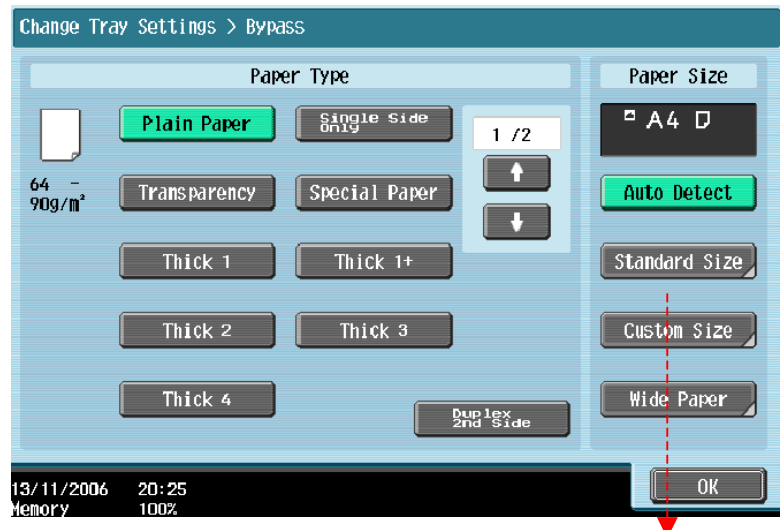 Change Tray Settings > Bypass
Paper Type
Plain Paper
Single Side
Only
1 /2
64 -
90g/m²
Transparency
Special Paper
Thick 1
Thick 1+
Thick 2
Thick 3
Thick 4
Duplex
2nd Side
Paper Size
A4
Auto Detect
Standard Size
Custom Size
Wide Paper
13/11/2006 20:25
Memory 100%
OK